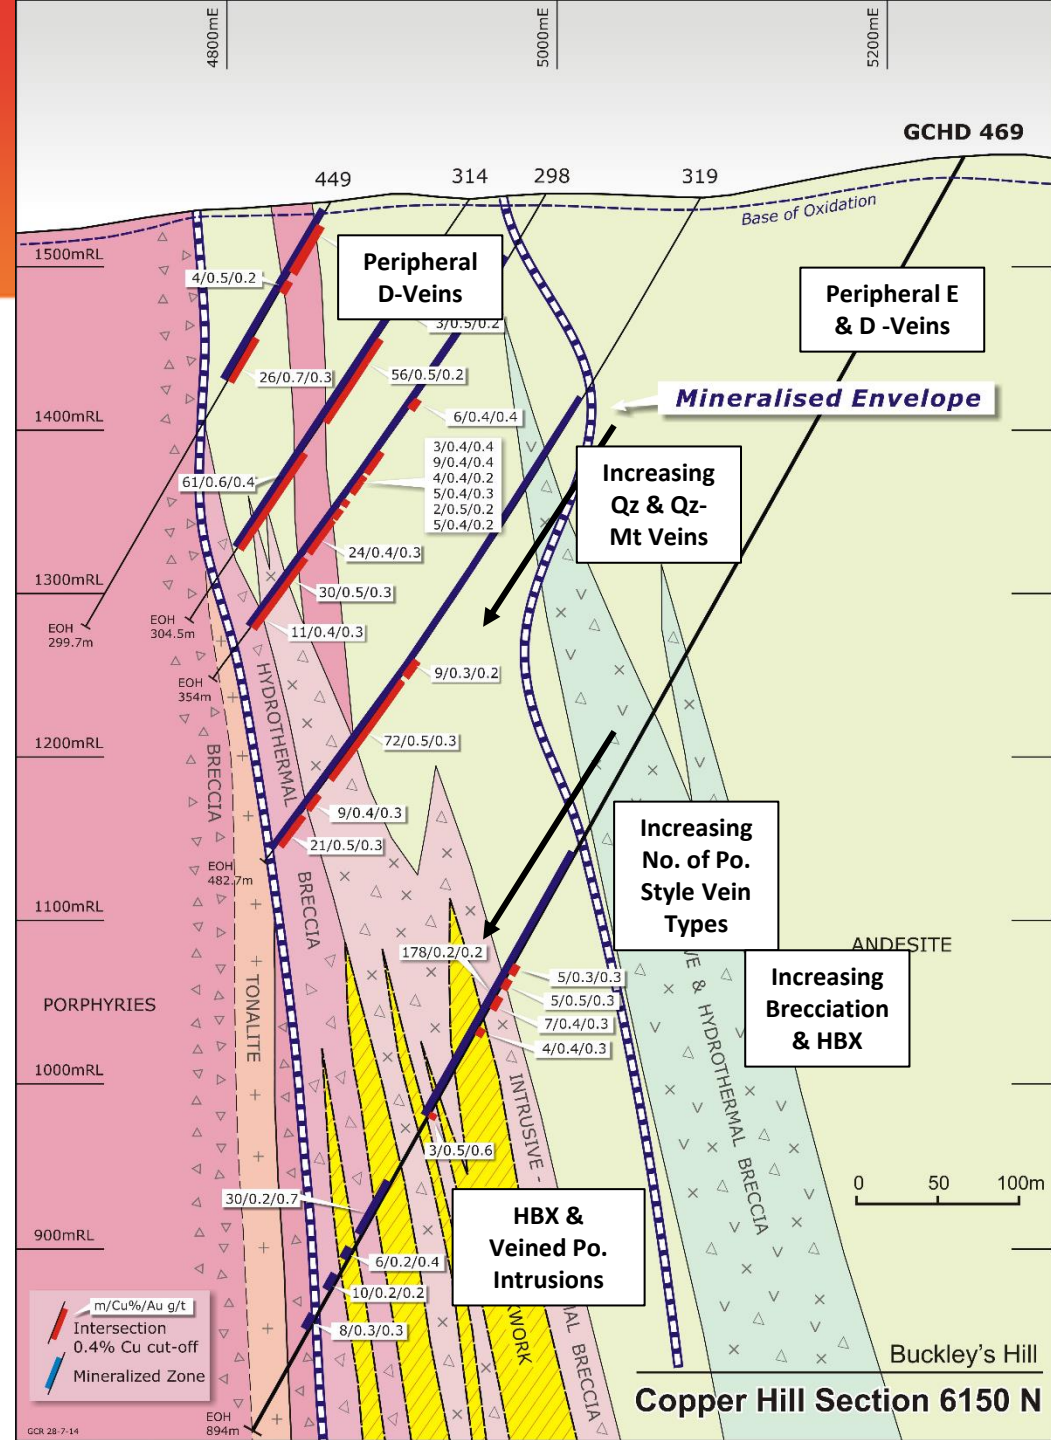 4800mE
5000mE
5200mE
GCHD 469
449
314
298
319
Base of Oxidation
1500mRL
4/0.5/0.2
Peripheral
D-Veins
Peripheral E
& D -Veins
3/0.5/0.2
26/0.7/0.3
56/0.5/0.2
Mineralised Envelope
6/0.4/0.4
1400mRL
3/0.4/0.4
9/0.4/0.4
4/0.4/0.2
5/0.4/0.3
2/0.5/0.2
5/0.4/0.2
Increasing
Qz & Qz-
Mt Veins
61/0.6/0.4
24/0.4/0.3
1300mRL
30/0.5/0.3
EOH
299.7m
EOH
304.5m
11/0.4/0.3
EOH
354m
9/0.3/0.2
HYDROTHERMAL
BRECCIA
1200mRL
BRECCIA
72/0.5/0.3
9/0.4/0.3
21/0.5/0.3
EOH
482.7m
Increasing
No. of Po.
Style Vein
Types
1100mRL
178/0.2/0.2
ANDESITE
5/0.3/0.3
5/0.5/0.3
7/0.4/0.3
4/0.4/0.3
Increasing
Brecciation
& HBX
PORPHYRIES
TONALITE
VE & HYDROTHERMAL BRECCIA
1000mRL
INTRUSIVE -
3/0.5/0.6
0 50 100m
30/0.2/0.7
HBX &
Veined Po.
Intrusions
900mRL
6/0.2/0.4
10/0.2/0.2
8/0.3/0.3
KWORK
MAL BRECCIA
m/Cu%/Au g/t
Intersection
0.4% Cu cut-off
Mineralized Zone
EOH
894m
GCR 28-7-14
Buckley's Hill
Copper Hill Section 6150 N